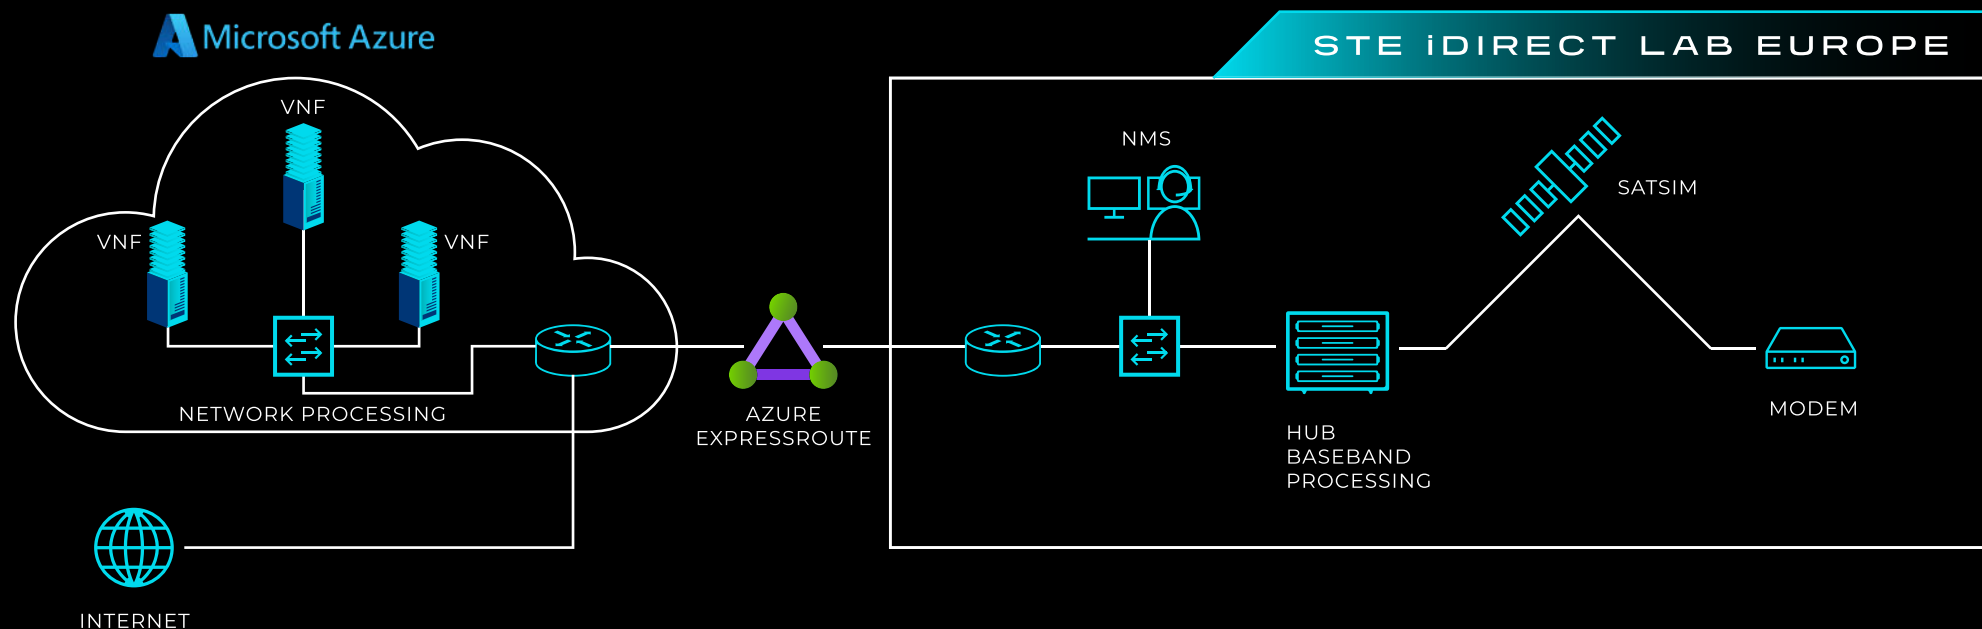 Microsoft Azure
STE iDIRECT LAB EUROPE
VNF
VNF
VNF
NETWORK PROCESSING
INTERNET
AZURE
EXPRESSROUTE
NMS
SATSIM
HUB
BASEBAND
PROCESSING
MODEM